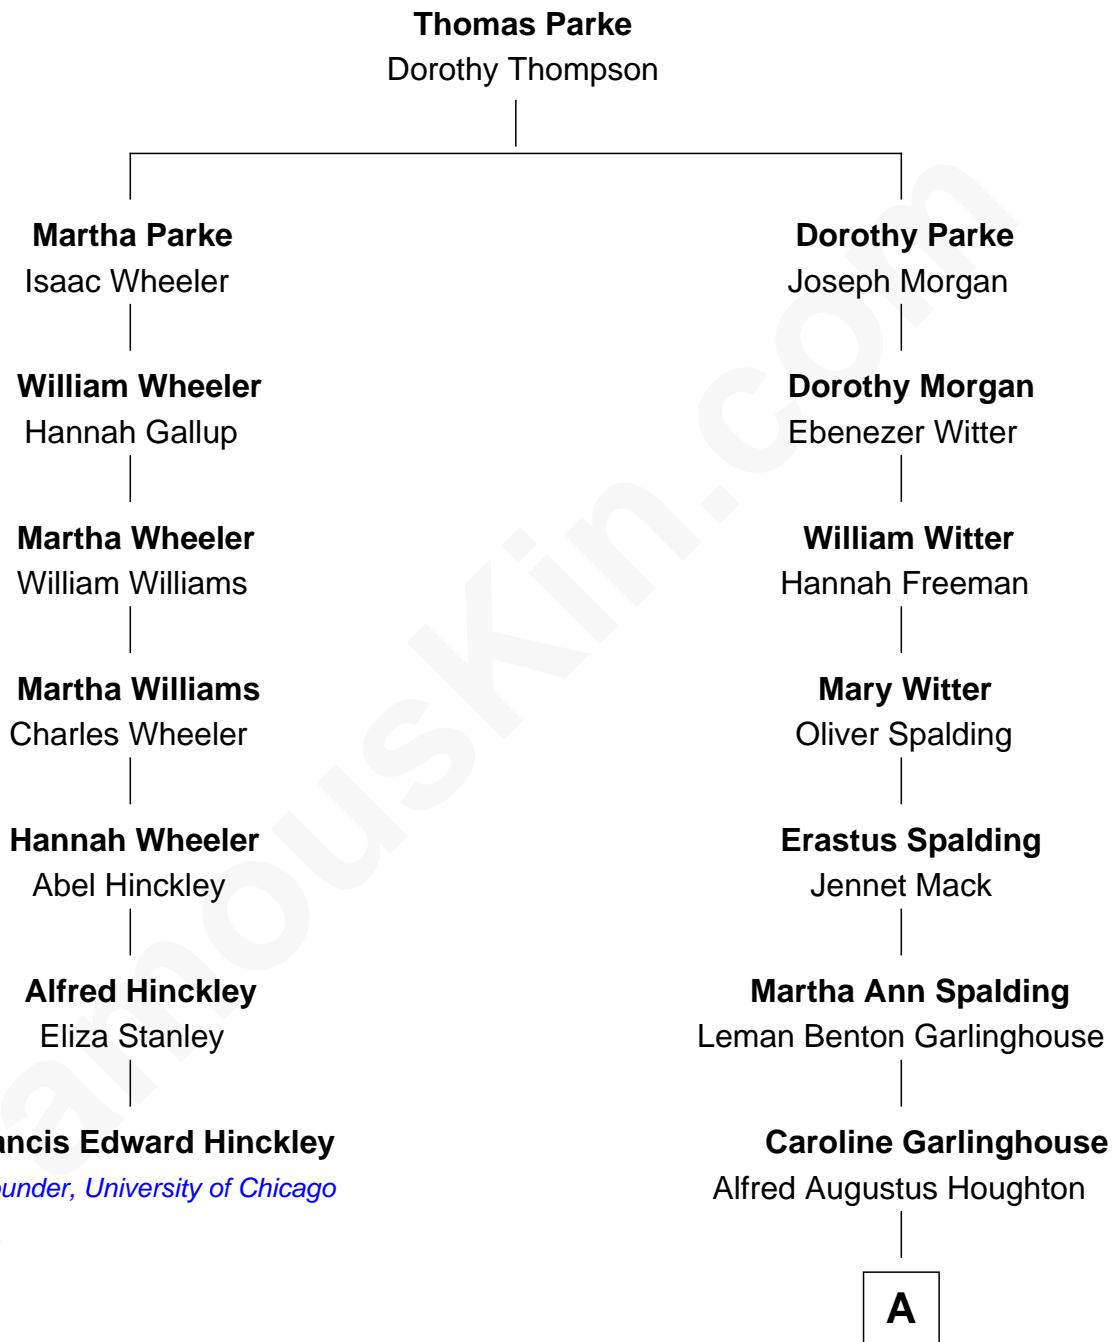 Thomas Parke
Dorothy Thompson
Martha Parke
Isaac Wheeler
Dorothy Parke
Joseph Morgan
William Wheeler
Hannah Gallup
Dorothy Morgan
Ebenezer Witter
Martha Wheeler
William Williams
William Witter
Hannah Freeman
Martha Williams
Charles Wheeler
Mary Witter
Oliver Spalding
Hannah Wheeler
Abel Hinckley
Erastus Spalding
Jennet Mack
Alfred Hinckley
Eliza Stanley
Martha Ann Spalding
Leman Benton Garlinghouse
ancis Edward Hinckley
ounder, University of Chicago
Caroline Garlinghouse
Alfred Augustus Houghton
A
amouskin.com